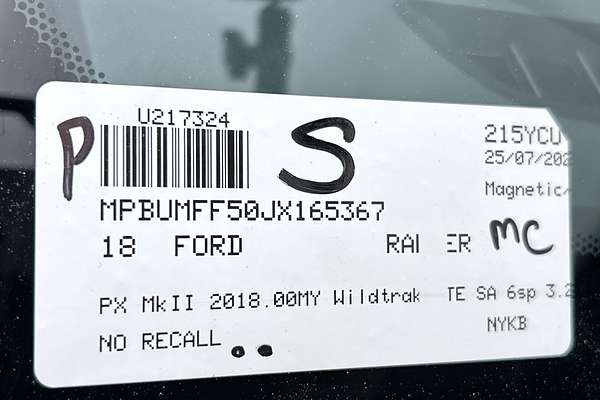 U217324
P
S
215YCU
25/07/202
Magnetic
MPBUMFF50JX165367
18 FORD RAI ER MC
PX MkII 2018.00MY Wildtrak TE SA 6sp 3.2
NO RECALL
NYKB